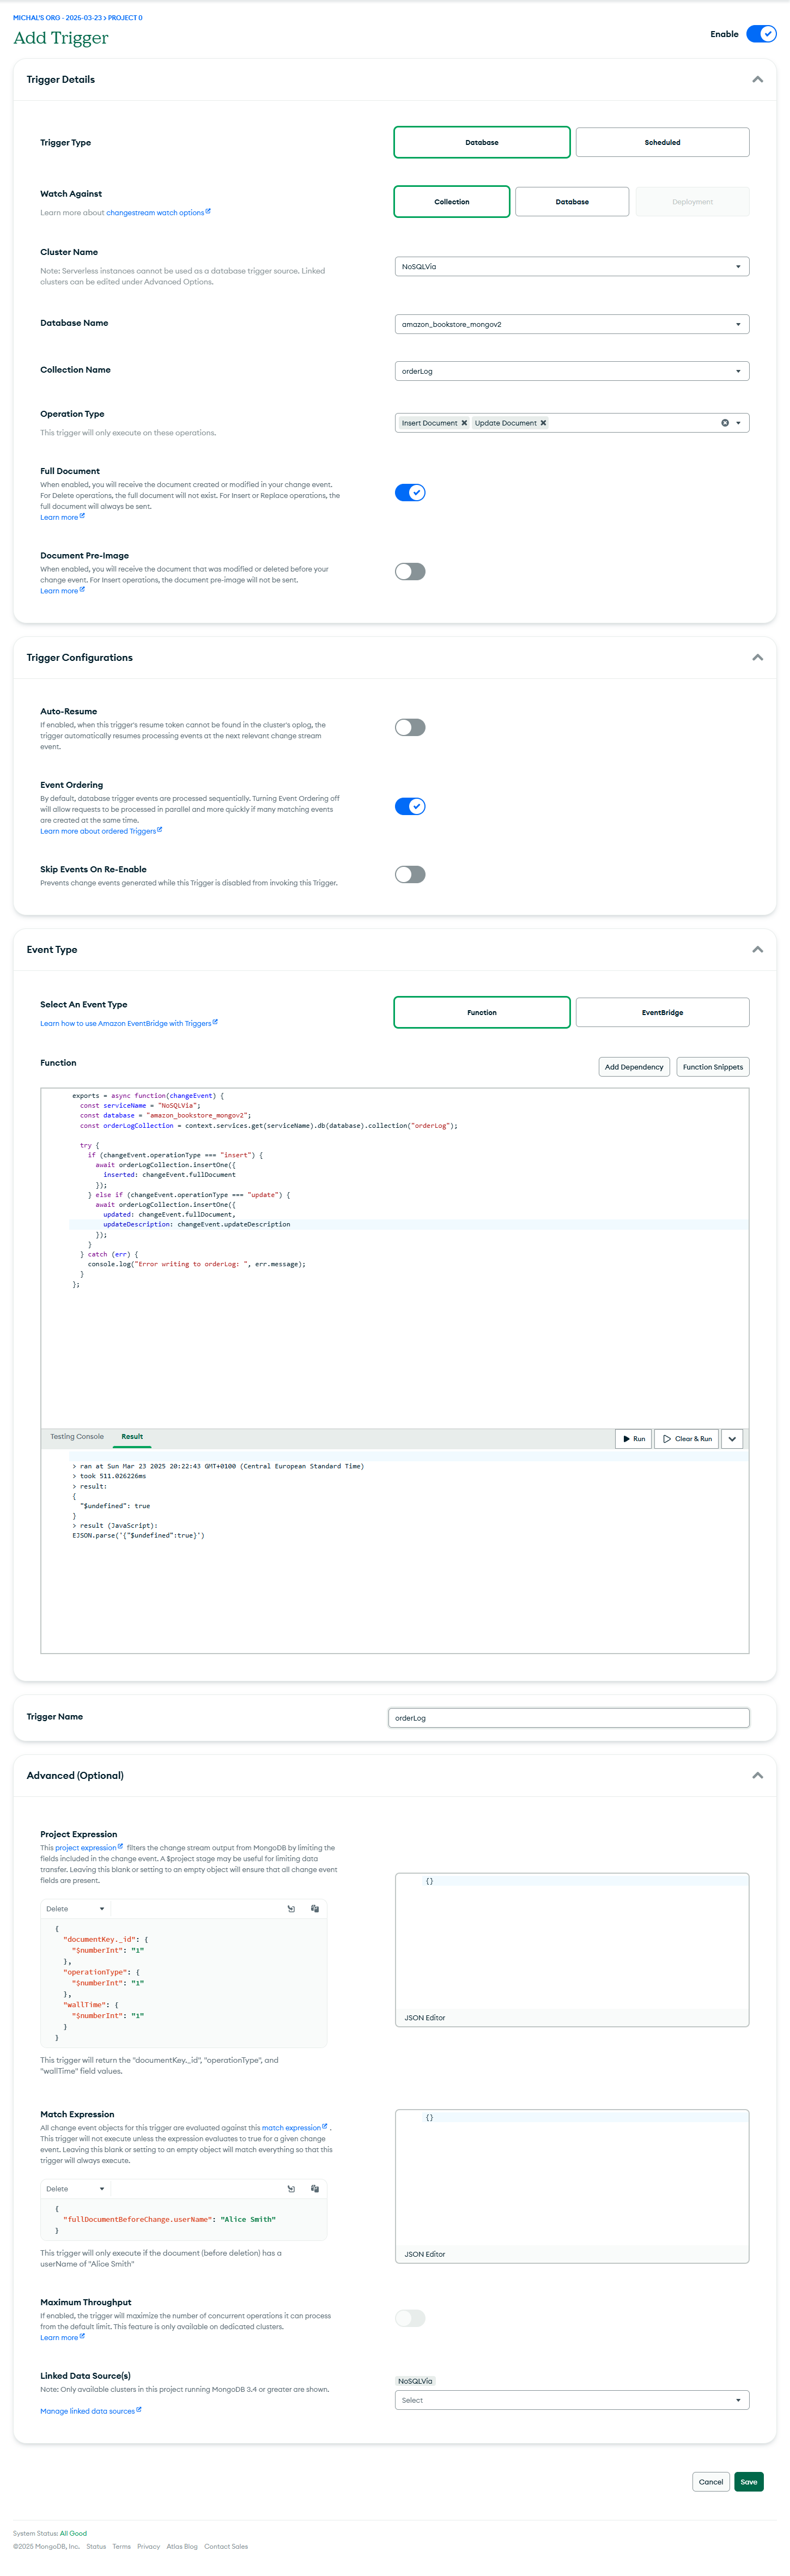 MICHAL'S ORG - 2025-03-23 > PROJECT 0
Add Trigger
Enable
Trigger Details
Trigger Type
Database
Scheduled
Watch Against
Learn more about changestream watch options
Collection
Database
Deployment
Cluster Name
Note: Serverless instances cannot be used as a database trigger source. Linked
clusters can be edited under Advanced Options.
NoSQLVia
Database Name
amazon_bookstore_mongov2
Collection Name
orderLog
Operation Type
This trigger will only execute on these operations.
Insert Document
Update Document
Full Document
When enabled, you will receive the document created or modified in your change event.
For Delete operations, the full document will not exist. For Insert or Replace operations, the
full document will always be sent.
Learn more
Document Pre-Image
When enabled, you will receive the document that was modified or deleted before your
change event. For Insert operations, the document pre-image will not be sent.
Learn more
Trigger Configurations
Auto-Resume
If enabled, when this trigger's resume token cannot be found in the cluster's oplog, the
trigger automatically resumes processing events at the next relevant change stream
event.
Event Ordering
By default, database trigger events are processed sequentially. Turning Event Ordering off
will allow requests to be processed in parallel and more quickly if many matching events
are created at the same time.
Learn more about ordered Triggers
Skip Events On Re-Enable
Prevents change events generated while this Trigger is disabled from invoking this Trigger.
Event Type
Select An Event Type
Learn how to use Amazon EventBridge with Triggers
Function
EventBridge
Function
Add Dependency
Function Snippets
exports = async function(changeEvent) {
const serviceName = "NoSQLVia";
const database = "amazon_bookstore_mongov2";
const orderLogCollection = context.services.get(serviceName).db(database).collection("orderLog");
try {
if (changeEvent.operationType === "insert") {
await orderLogCollection.insertOne({
inserted: changeEvent.fullDocument
});
} else if (changeEvent.operationType === "update") {
await orderLogCollection.insertOne({
updated: changeEvent.fullDocument,
updateDescription: changeEvent.updateDescription
});
}
} catch (err) {
console.log("Error writing to orderLog: ", err.message);
}
};
Testing Console
Result
Run
Clear & Run
> ran at Sun Mar 23 2025 20:22:43 GMT+0100 (Central European Standard Time)
> took 511.026226ms
> result:
{
"$undefined": true
}
> result (JavaScript):
EJSON.parse('{"$undefined":true}')
Trigger Name
orderLog
Advanced (Optional)
Project Expression
This project expression filters the change stream output from MongoDB by limiting the
fields included in the change event. A $project stage may be useful for limiting data
transfer. Leaving this blank or setting to an empty object will ensure that all change event
fields are present.
Delete
{
"documentKey._id": {
"$numberInt": "1"
},
"operationType": {
"$numberInt": "1"
},
"wallTime": {
"$numberInt": "1"
}
}
This trigger will return the "documentKey._id", "operationType", and
"wallTime" field values.
{}
JSON Editor
Match Expression
All change event objects for this trigger are evaluated against this match expression .
This trigger will not execute unless the expression evaluates to true for a given change
event. Leaving this blank or setting to an empty object will match everything so that this
trigger will always execute.
Delete
{
"fullDocumentBeforeChange.userName": "Alice Smith"
}
This trigger will only execute if the document (before deletion) has a
userName of "Alice Smith"
{}
JSON Editor
Maximum Throughput
If enabled, the trigger will maximize the number of concurrent operations it can process
from the default limit. This feature is only available on dedicated clusters.
Learn more
Linked Data Source(s)
Note: Only available clusters in this project running MongoDB 3.4 or greater are shown.
Manage linked data sources
NoSQLVia
Select
Cancel
Save
System Status: All Good
©2025 MongoDB, Inc. Status Terms Privacy Atlas Blog Contact Sales